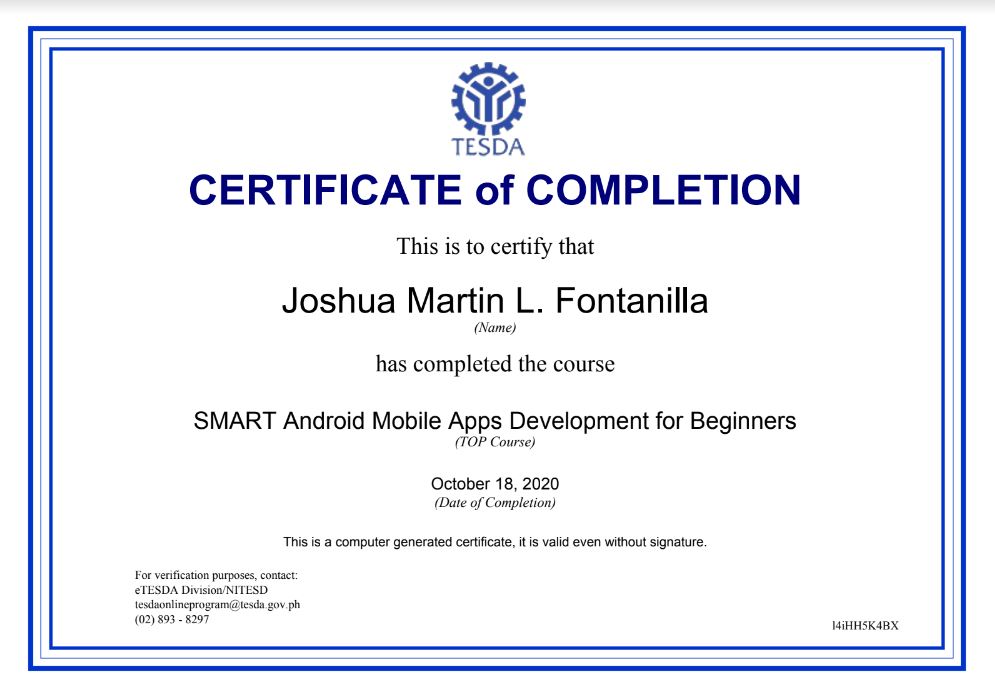 TESDA
CERTIFICATE of COMPLETION
This is to certify that
Joshua Martin L. Fontanilla
(Name)
has completed the course
SMART Android Mobile Apps Development for Beginners
(TOP Course)
October 18, 2020
(Date of Completion)
This is a computer generated certificate, it is valid even without signature.
For verification purposes, contact:
eTESDA Division/NITESD
tesdaonlineprogram@tesda.gov.ph
(02) 893 - 8297
l4iHH5K4BX